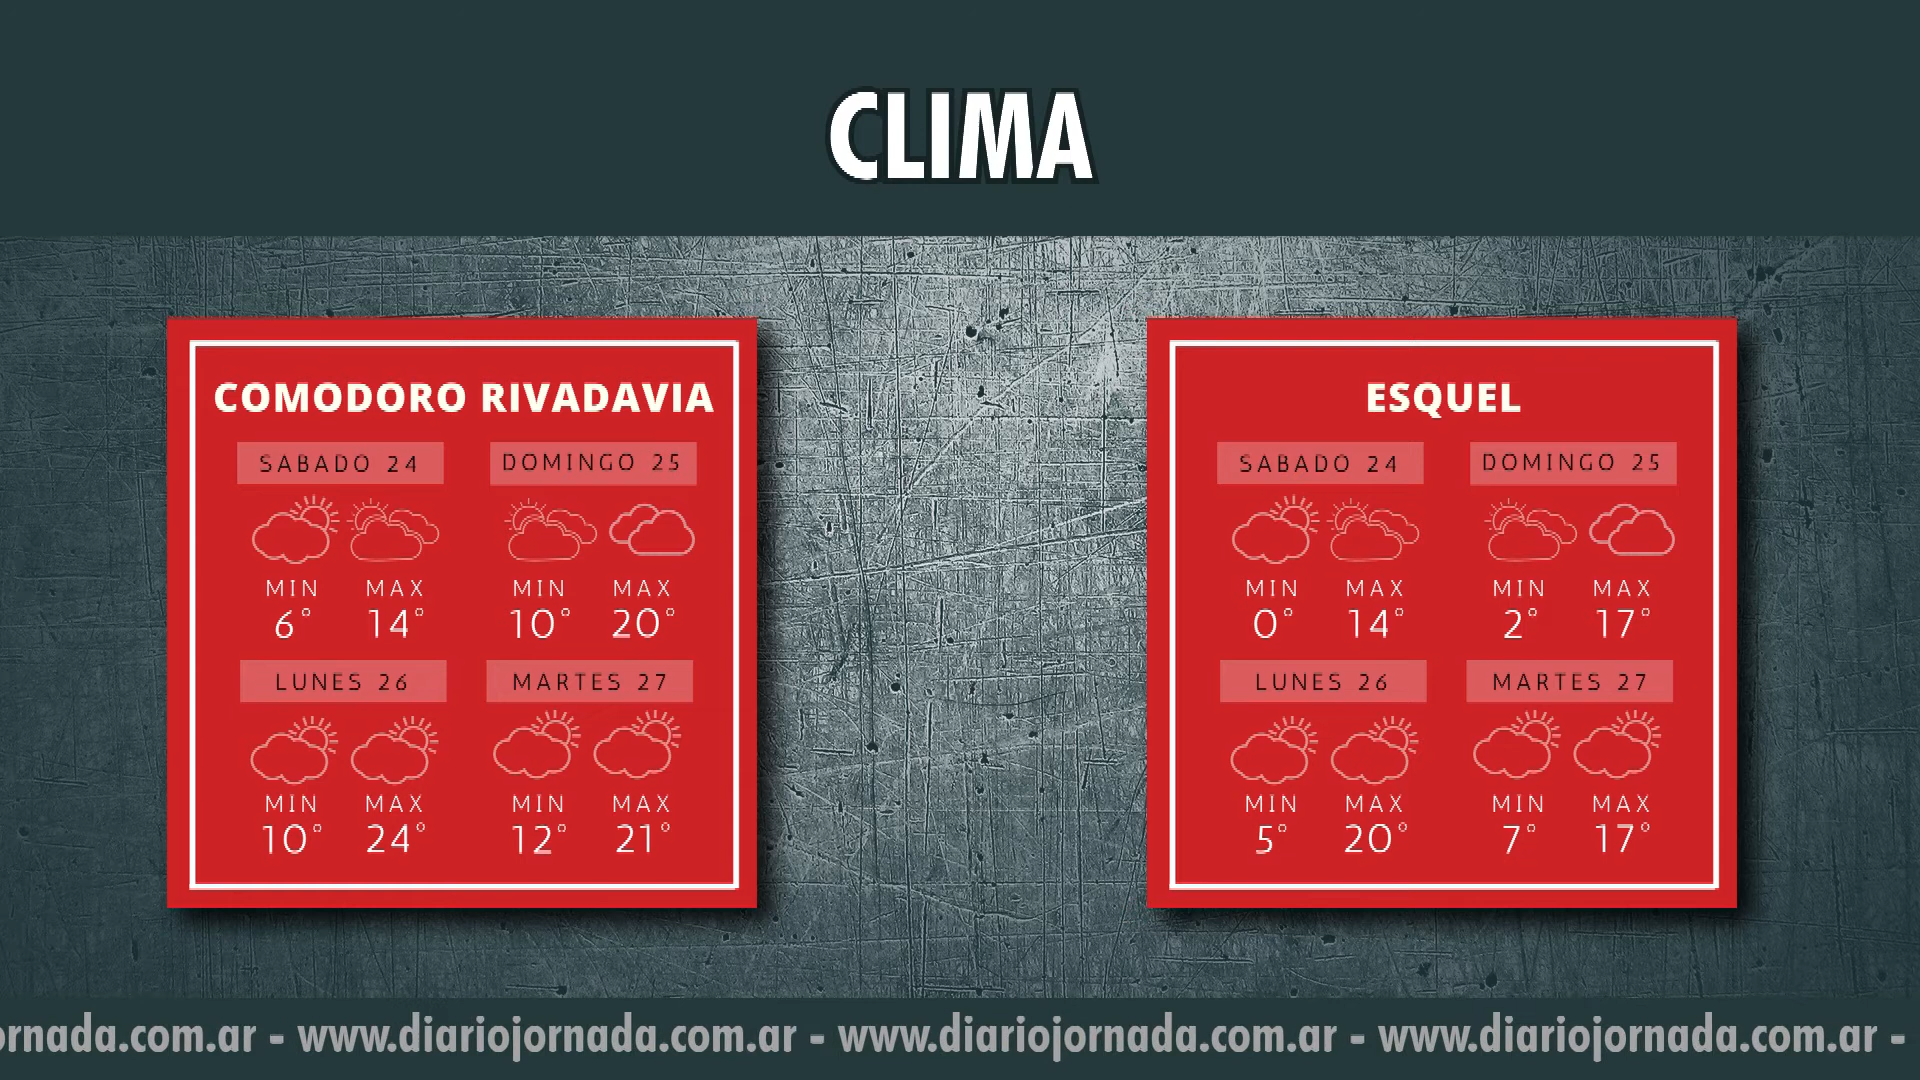 CLIMA
COMODORO RIVADAVIA
SABADO 24
DOMINGO 25
MIN MAX
6° 14°
MIN MAX
10° 20°
LUNES 26
MARTES 27
MIN MAX
10° 24°
MIN MAX
12° 21°
ESQUEL
SABADO 24
DOMINGO 25
MIN MAX
0° 14°
MIN MAX
2° 17°
LUNES 26
MARTES 27
MIN MAX
5° 20°
MIN MAX
7° 17°
ornada.com.ar - www.diariojornada.com.ar - www.diariojornada.com.ar - www.diariojornada.com.ar -